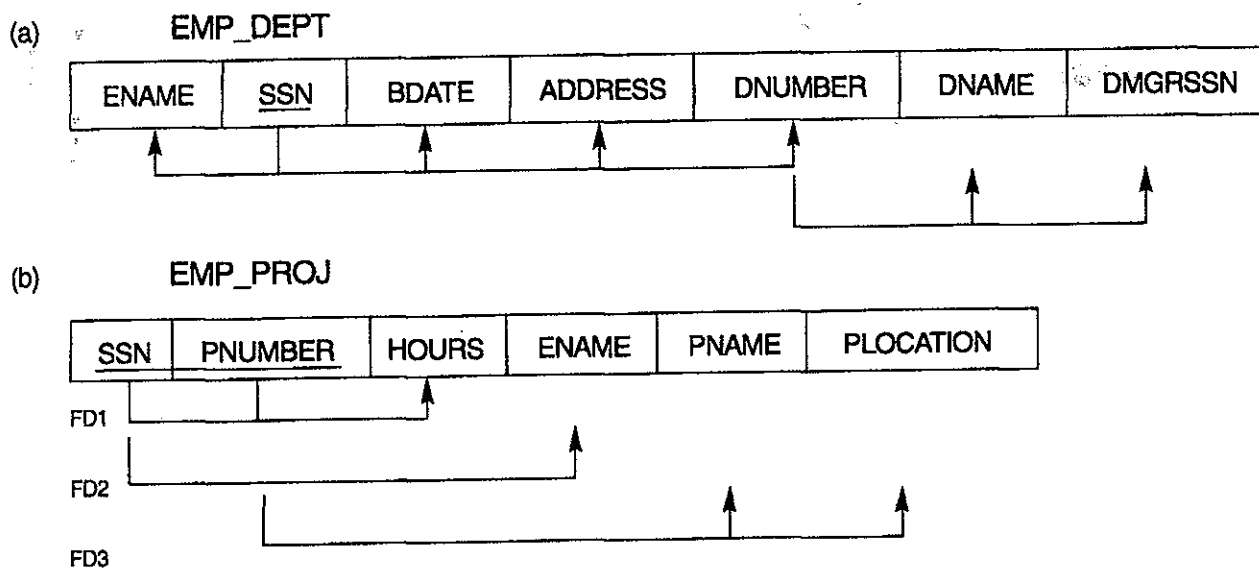 (a) EMP_DEPT
ENAME SSN BDATE ADDRESS DNUMBER DNAME DMGRSSN
(b) EMP_PROJ
SSN PNUMBER HOURS ENAME PNAME PLOCATION
FD1
FD2
FD3